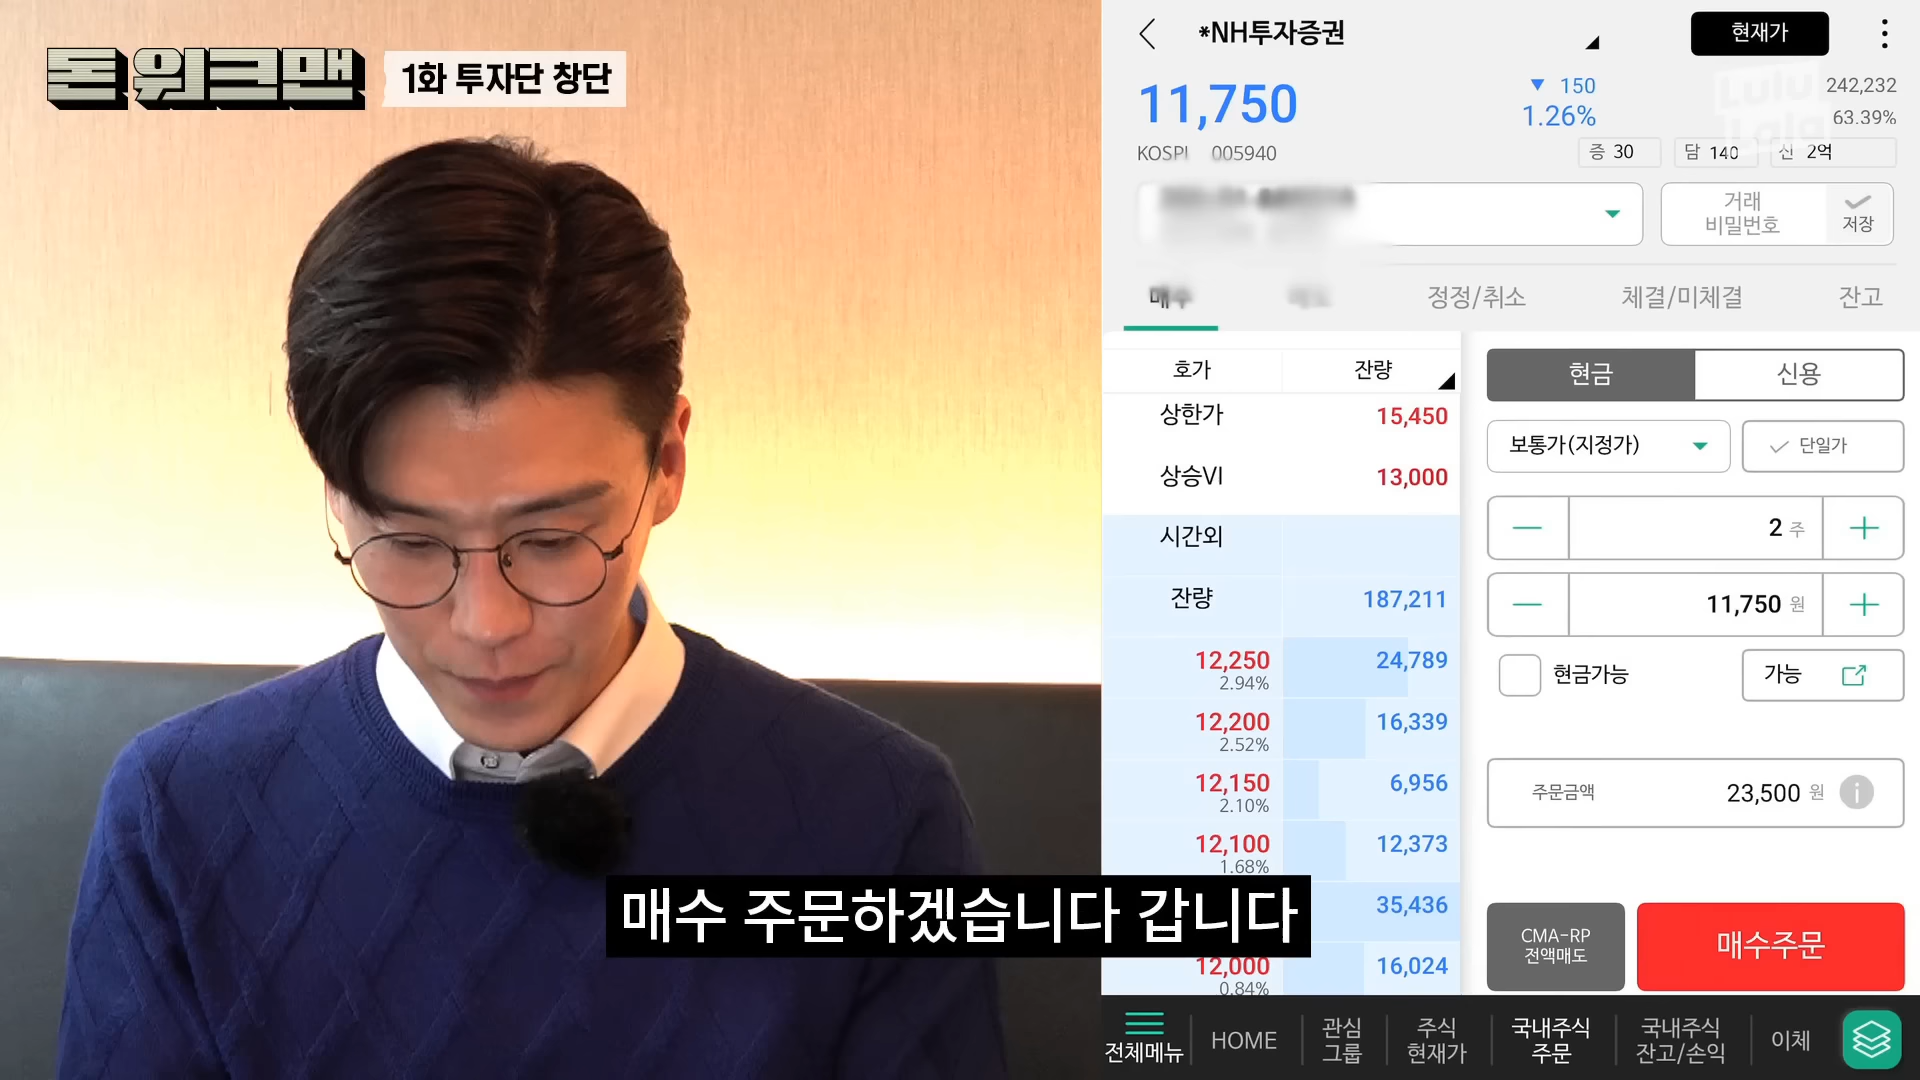 돈워크맨
1화 투자단 창단
*NH투자증권
현재가
11,750
▼ 150
1.26%
242,232
63.39%
KOSPI 005940
증 30
담 140
신 2억
Lulu
Lala
거래
비밀번호
저장
매수
정정/취소
체결/미체결
잔고
호가 잔량
상한가 15,450
상승VI 13,000
시간외
잔량 187,211
12,250 24,789
2.94%
12,200 16,339
2.52%
12,150 6,956
2.10%
12,100 12,373
1.68%
35,436
12,000 16,024
0.84%
현금 신용
보통가(지정가)
단일가
2 주
11,750 원
현금가능
가능
주문금액 23,500 원
CMA-RP
전액매도
매수주문
매수 주문하겠습니다 갑니다
전체메뉴
HOME
관심
그룹
주식
현재가
국내주식
주문
국내주식
잔고/손익
이체